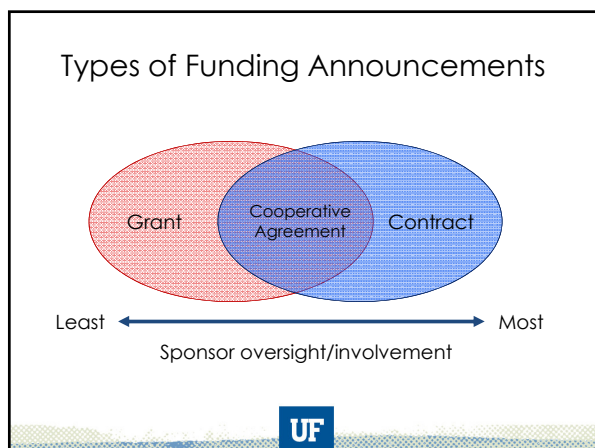 Types of Funding Announcements
Grant
Cooperative
Agreement
Contract
Least
Most
Sponsor oversight/involvement
UF